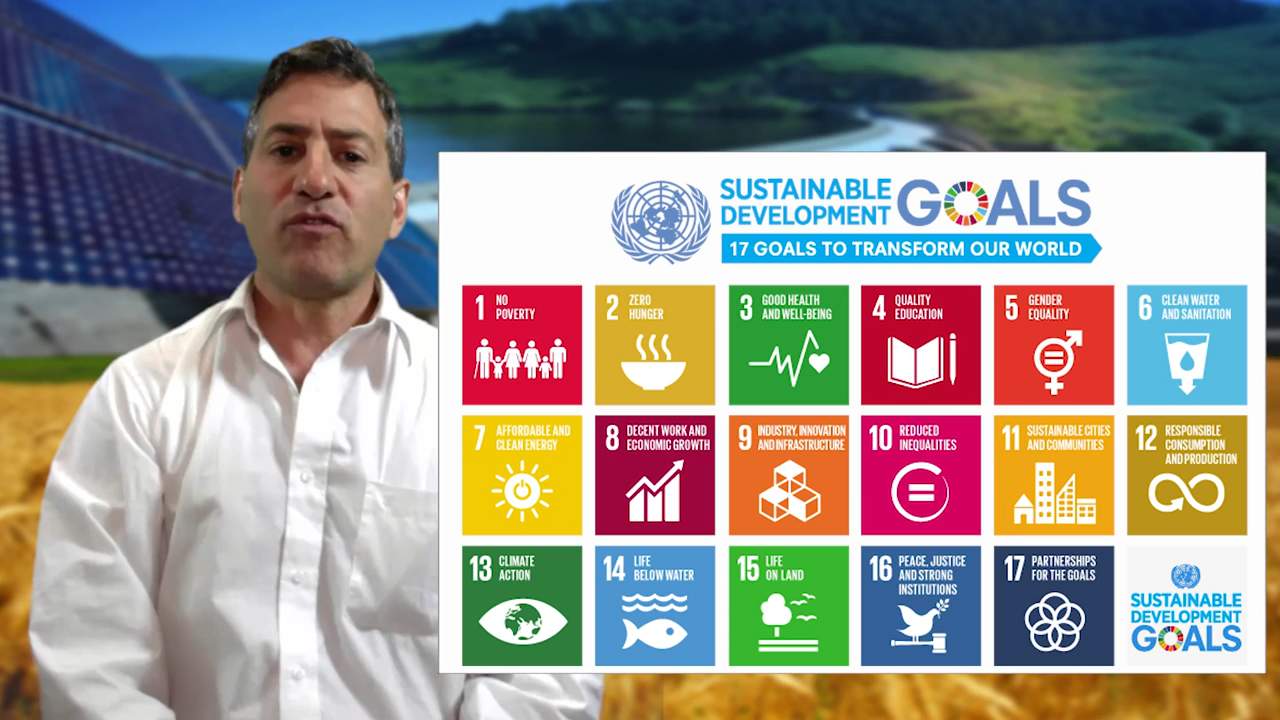 SUSTAINABLE
DEVELOPMENT
GOALS
17 GOALS TO TRANSFORM OUR WORLD
1 NO
POVERTY
2 ZERO
HUNGER
3 GOOD HEALTH
AND WELL-BEING
4 QUALITY
EDUCATION
5 GENDER
EQUALITY
6 CLEAN WATER
AND SANITATION
7 AFFORDABLE AND
CLEAN ENERGY
8 DECENT WORK AND
ECONOMIC GROWTH
9 INDUSTRY, INNOVATION
AND INFRASTRUCTURE
10 REDUCED
INEQUALITIES
11 SUSTAINABLE CITIES
AND COMMUNITIES
12 RESPONSIBLE
CONSUMPTION
AND PRODUCTION
13 CLIMATE
ACTION
14 LIFE
BELOW WATER
15 LIFE
ON LAND
16 PEACE, JUSTICE
AND STRONG
INSTITUTIONS
17 PARTNERSHIPS
FOR THE GOALS
SUSTAINABLE
DEVELOPMENT
GOALS